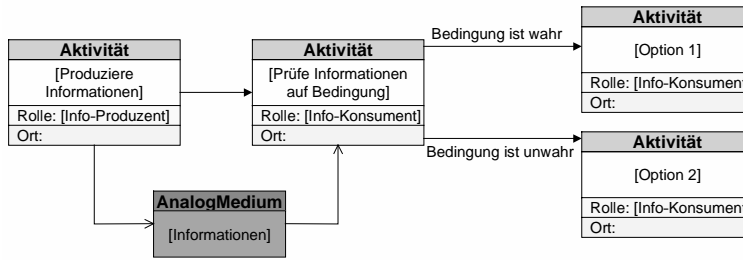 Aktivität
[Produziere
Informationen]
Rolle: [Info-Produzent]
Ort:
Aktivität
[Prüfe Informationen
auf Bedingung]
Rolle: [Info-Konsument]
Ort:
Bedingung ist wahr
Aktivität
[Option 1]
Rolle: [Info-Konsument
Ort:
Bedingung ist unwahr
Aktivität
[Option 2]
Rolle: [Info-Konsument
Ort:
AnalogMedium
[Informationen]